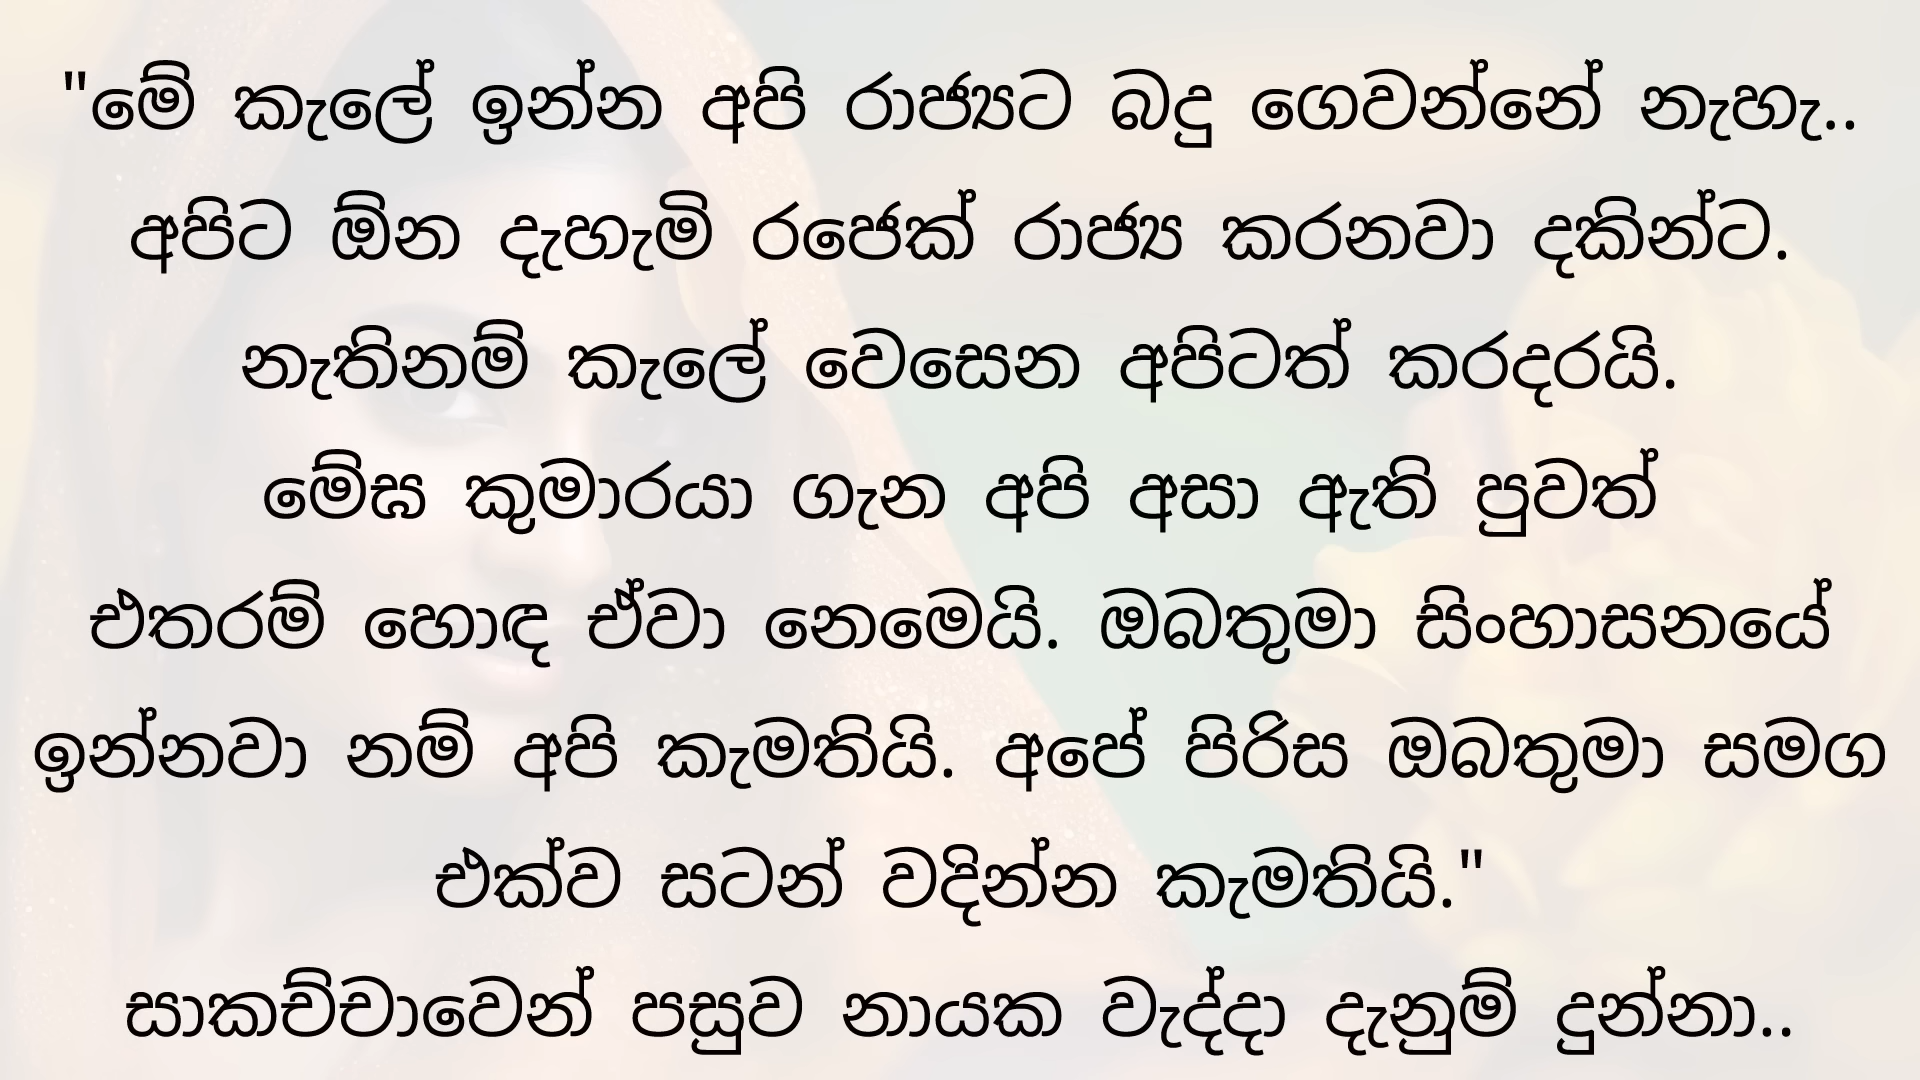 "මේ කැලේ ඉන්න අපි රාජ්‍යට බදු ගෙවන්නේ නැහැ..
අපිට ඕන දැහැමි රජෙක් රාජ්‍ය කරනවා දකින්ට.
නැතිනම් කැලේ වෙසෙන අපිටත් කරදරයි.
මේඝ කුමාරයා ගැන අපි අසා ඇති පුවත්
එතරම් හොඳ ඒවා නෙමෙයි. ඔබතුමා සිංහාසනයේ
ඉන්නවා නම් අපි කැමතියි. අපේ පිරිස ඔබතුමා සමග
එක්ව සටන් වදින්න කැමතියි."
සාකච්චාවෙන් පසුව නායක වැද්දා දැනුම් දුන්නා..